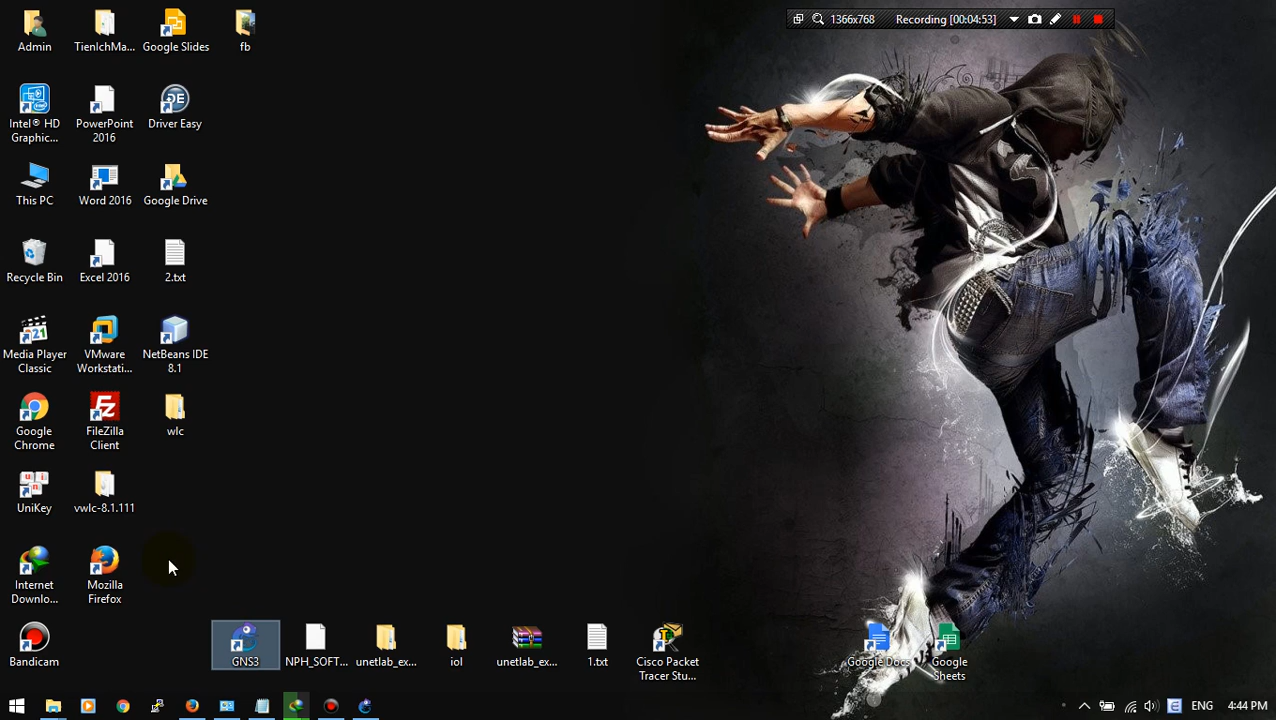 1366x768 Recording [00:04:53]
Admin
TienIchMa...
Google Slides
fb
Intel® HD
Graphic...
PowerPoint
2016
Driver Easy
This PC
Word 2016
Google Drive
Recycle Bin
Excel 2016
2.txt
Media Player
Classic
VMware
Workstati...
NetBeans IDE
8.1
Google
Chrome
FileZilla
Client
wlc
UniKey
vwlc-8.1.111
Internet
Downlo...
Mozilla
Firefox
Bandicam
GNS3
NPH_SOFT...
unetlab_ex...
iol
unetlab_ex...
1.txt
Cisco Packet
Tracer Stu...
Google Docs
Google
Sheets
ENG 4:44 PM